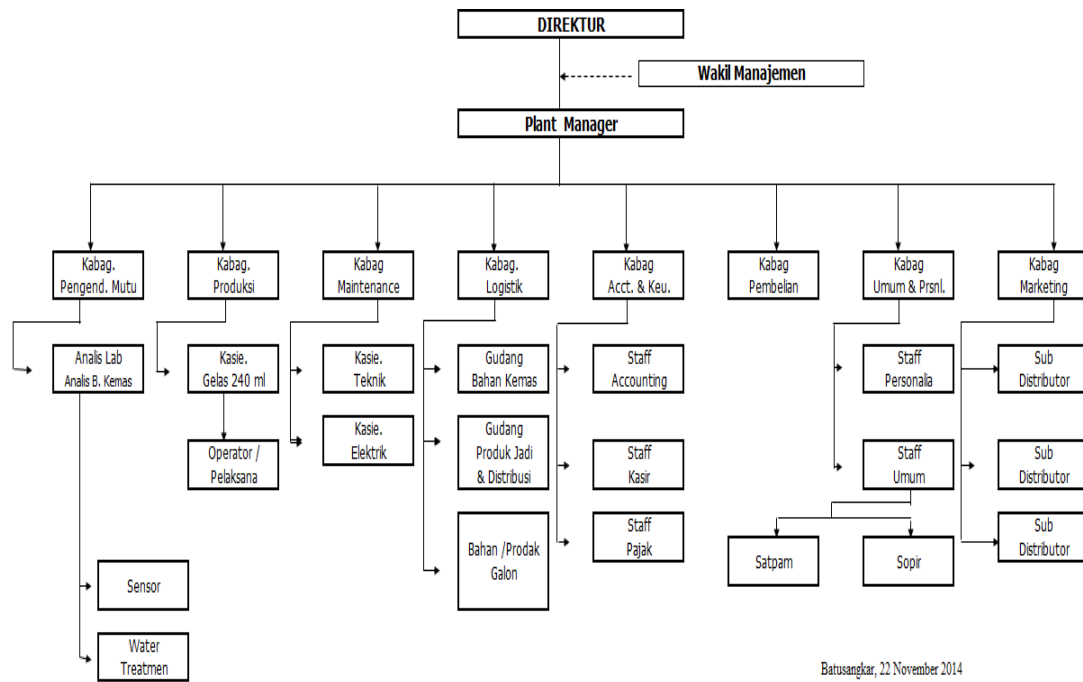 DIREKTUR
Wakil Manajemen
Plant Manager
Kabag.
Pengend. Mutu
Kabag.
Produksi
Kabag
Maintenance
Kabag.
Logistik
Kabag
Acct. & Keu.
Kabag
Pembelian
Kabag
Umum & Prsnl.
Kabag
Marketing
Analis Lab
Analis B. Kemas
Kasie.
Gelas 240 ml
Kasie.
Teknik
Gudang
Bahan Kemas
Staff
Accounting
Staff
Personalia
Sub
Distributor
Operator /
Pelaksana
Kasie.
Elektrik
Gudang
Produk Jadi
& Distribusi
Staff
Kasir
Staff
Umum
Sub
Distributor
Bahan /Prodak
Galon
Staff
Pajak
Satpam
Sopir
Sub
Distributor
Sensor
Water
Treatmen
Batusangkar, 22 November 2014